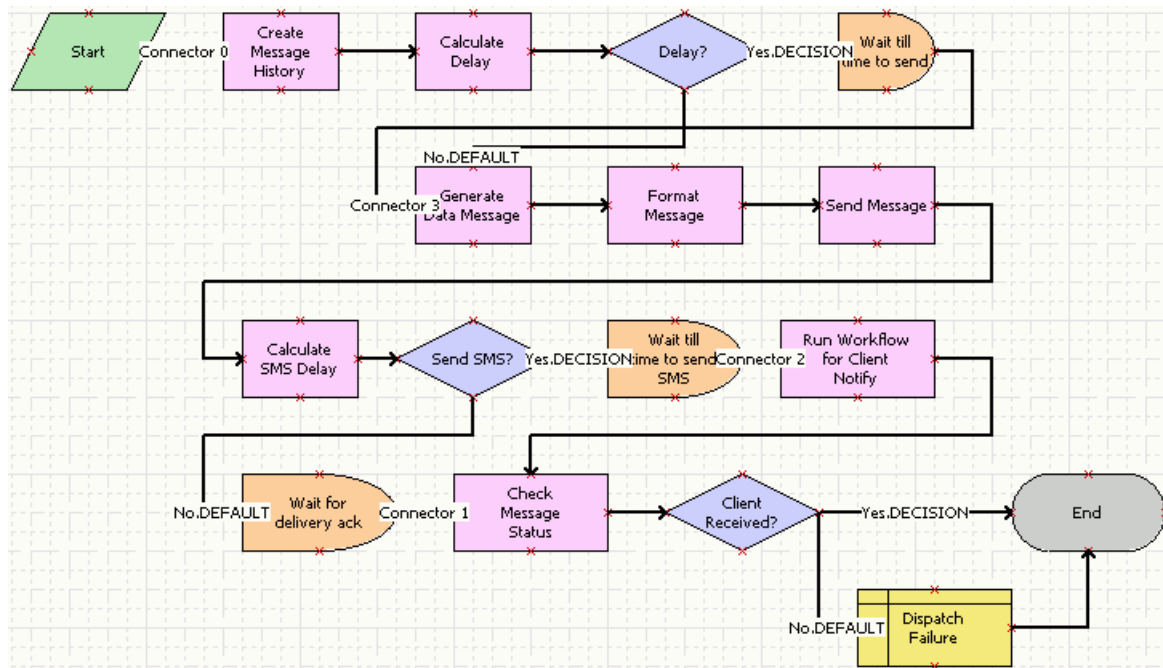 Start
Connector 0
Create
Message
History
Calculate
Delay
Delay?
Yes.DECISION
Wait till
time to send
No.DEFAULT
Connector 3
Generate
Data Message
Format
Message
Send Message
Calculate
SMS Delay
Send SMS?
Yes.DECISION
Wait till
time to send
SMS
Connector 2
Run Workflow
for Client
Notify
No.DEFAULT
Wait for
delivery ack
Connector 1
Check
Message
Status
Client
Received?
Yes.DECISION
End
No.DEFAULT
Dispatch
Failure